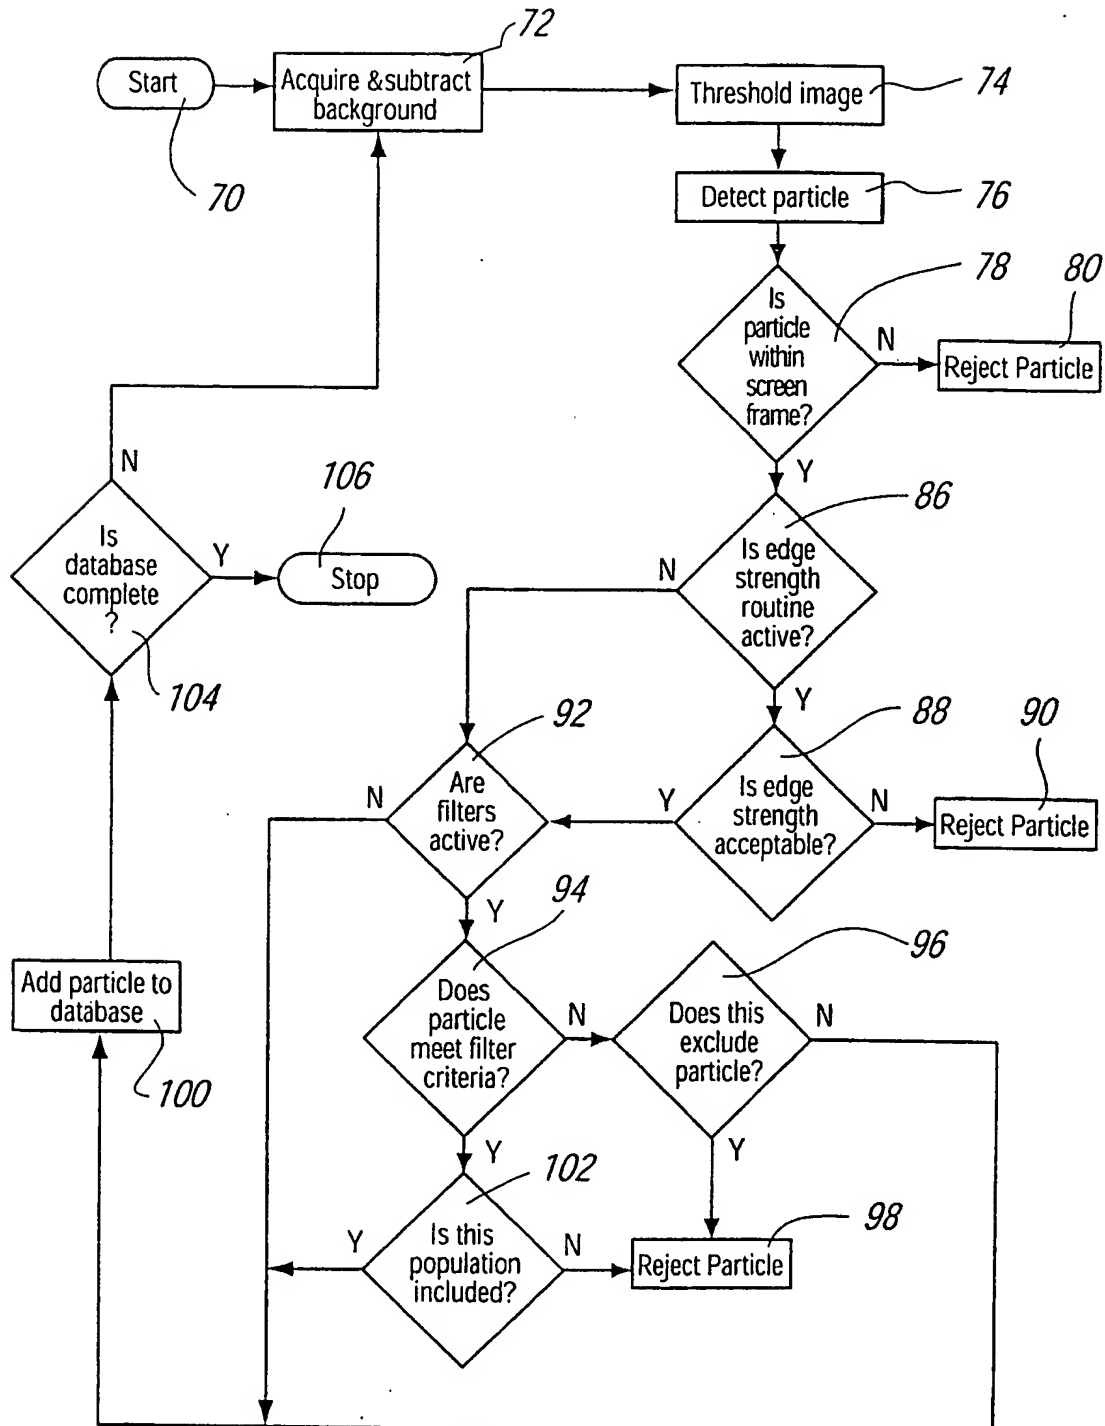 Start
70
72
Acquire & subtract
background
Threshold image
74
Detect particle
76
Is
particle
within
screen
frame?
78
N
Y
80
Reject Particle
Is edge
strength
routine
active?
86
N
Y
Is edge
strength
acceptable?
88
Y
N
90
Reject Particle
Are
filters
active?
92
N
Y
Does
particle
meet filter
criteria?
94
N
Y
Does this
exclude
particle?
96
N
Y
Reject Particle
98
Is this
population
included?
102
Y
N
Add particle to
database
100
Is
database
complete
?
104
N
Y
Stop
106